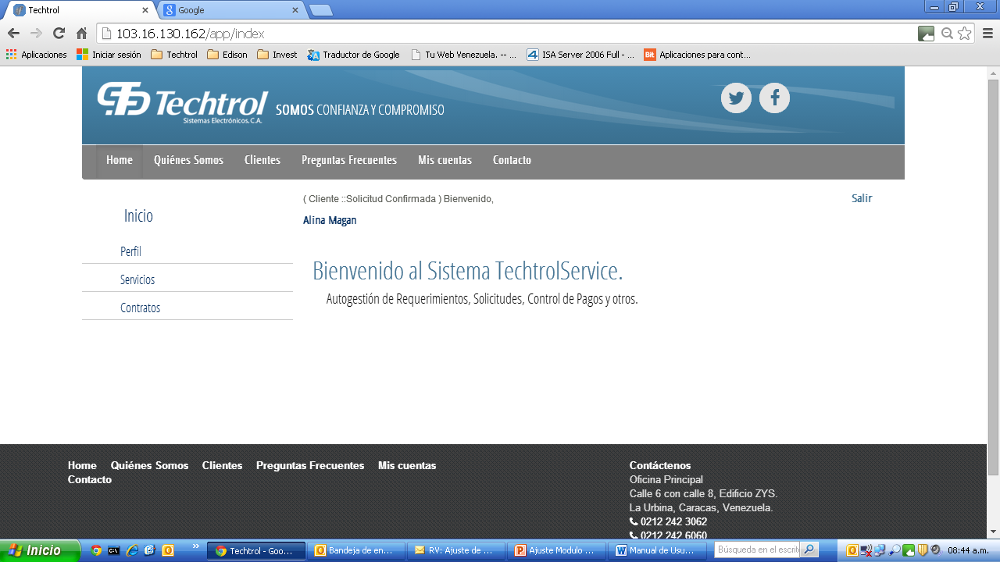 Techtrol
Google
103.16.130.162/app/index
Aplicaciones Iniciar sesión Techtrol Edison Invest Traductor de Google Tu Web Venezuela. -- ... ISA Server 2006 Full - ... Bit Aplicaciones para cont...
Techtrol
Sistemas Electrónicos.C.A.
SOMOS CONFIANZA Y COMPROMISO
Home Quiénes Somos Clientes Preguntas Frecuentes Mis cuentas Contacto
( Cliente ::Solicitud Confirmada ) Bienvenido,
Salir
Alina Magan
Inicio
Perfil
Servicios
Contratos
Bienvenido al Sistema TechtrolService.
Autogestión de Requerimientos, Solicitudes, Control de Pagos y otros.
Home Quiénes Somos Clientes Preguntas Frecuentes Mis cuentas
Contacto
Contáctenos
Oficina Principal
Calle 6 con calle 8, Edificio ZYS.
La Urbina, Caracas, Venezuela.
0212 242 3062
0212 242 6060
Inicio
Techtrol - Goo...
Bandeja de en...
RV: Ajuste de ...
Ajuste Modulo ...
Manual de Usu...
Búsqueda en el escrit
08:44 a.m.